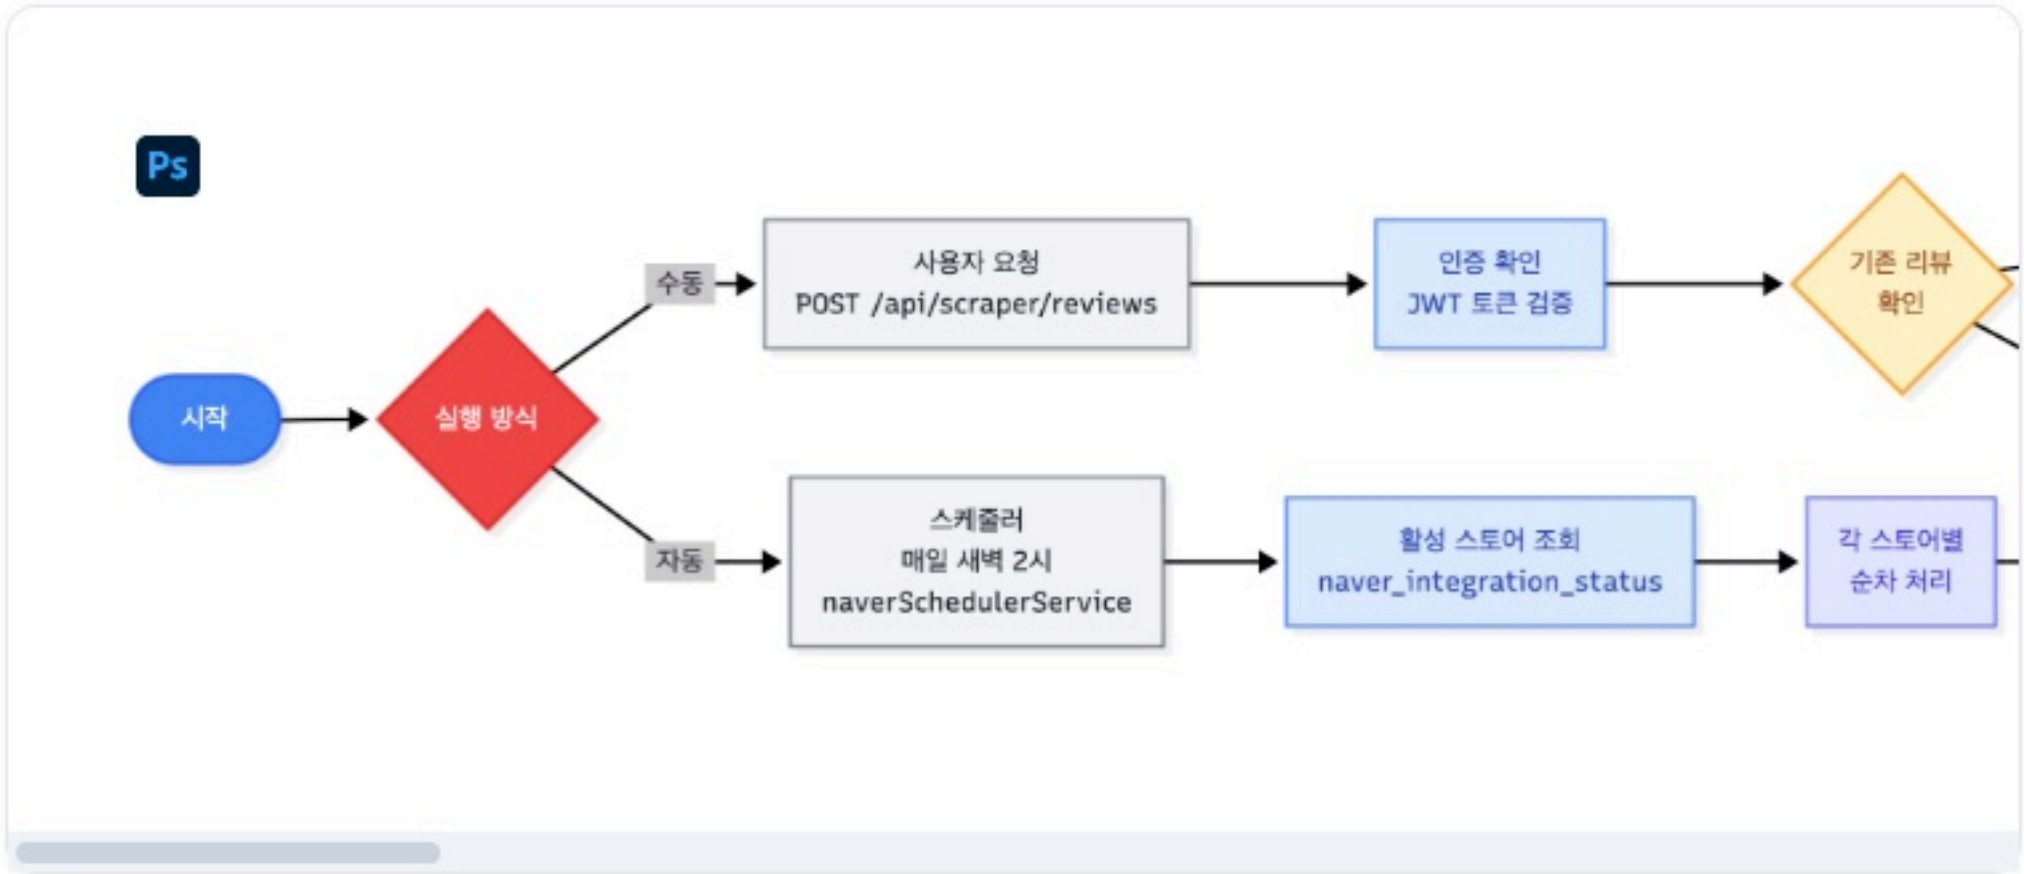 Ps
시작
실행 방식
수동
사용자 요청
POST /api/scraper/reviews
인증 확인
JWT 토큰 검증
기존 리뷰
확인
자동
스케줄러
매일 새벽 2시
naverSchedulerService
활성 스토어 조회
naver_integration_status
각 스토어별
순차 처리